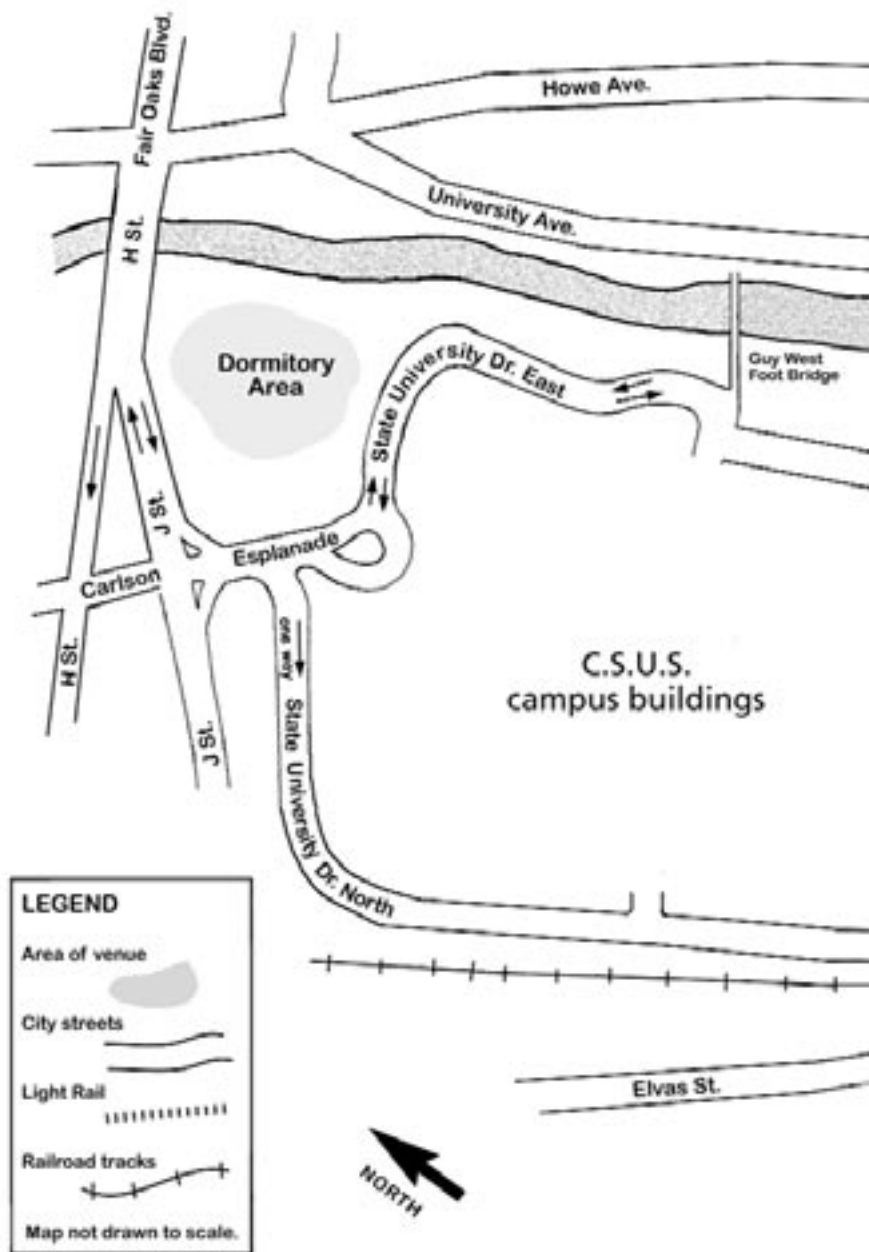 Fair Oaks Blvd.
Howe Ave.
University Ave.
H St.
Dormitory
Area
State University Dr. East
Guy West
Foot Bridge
J St.
Esplanade
Carlson
H St.
J St.
one way
State University Dr. North
C.S.U.S.
campus buildings
LEGEND
Area of venue
City streets
Light Rail
Railroad tracks
Map not drawn to scale.
Elvas St.
NORTH